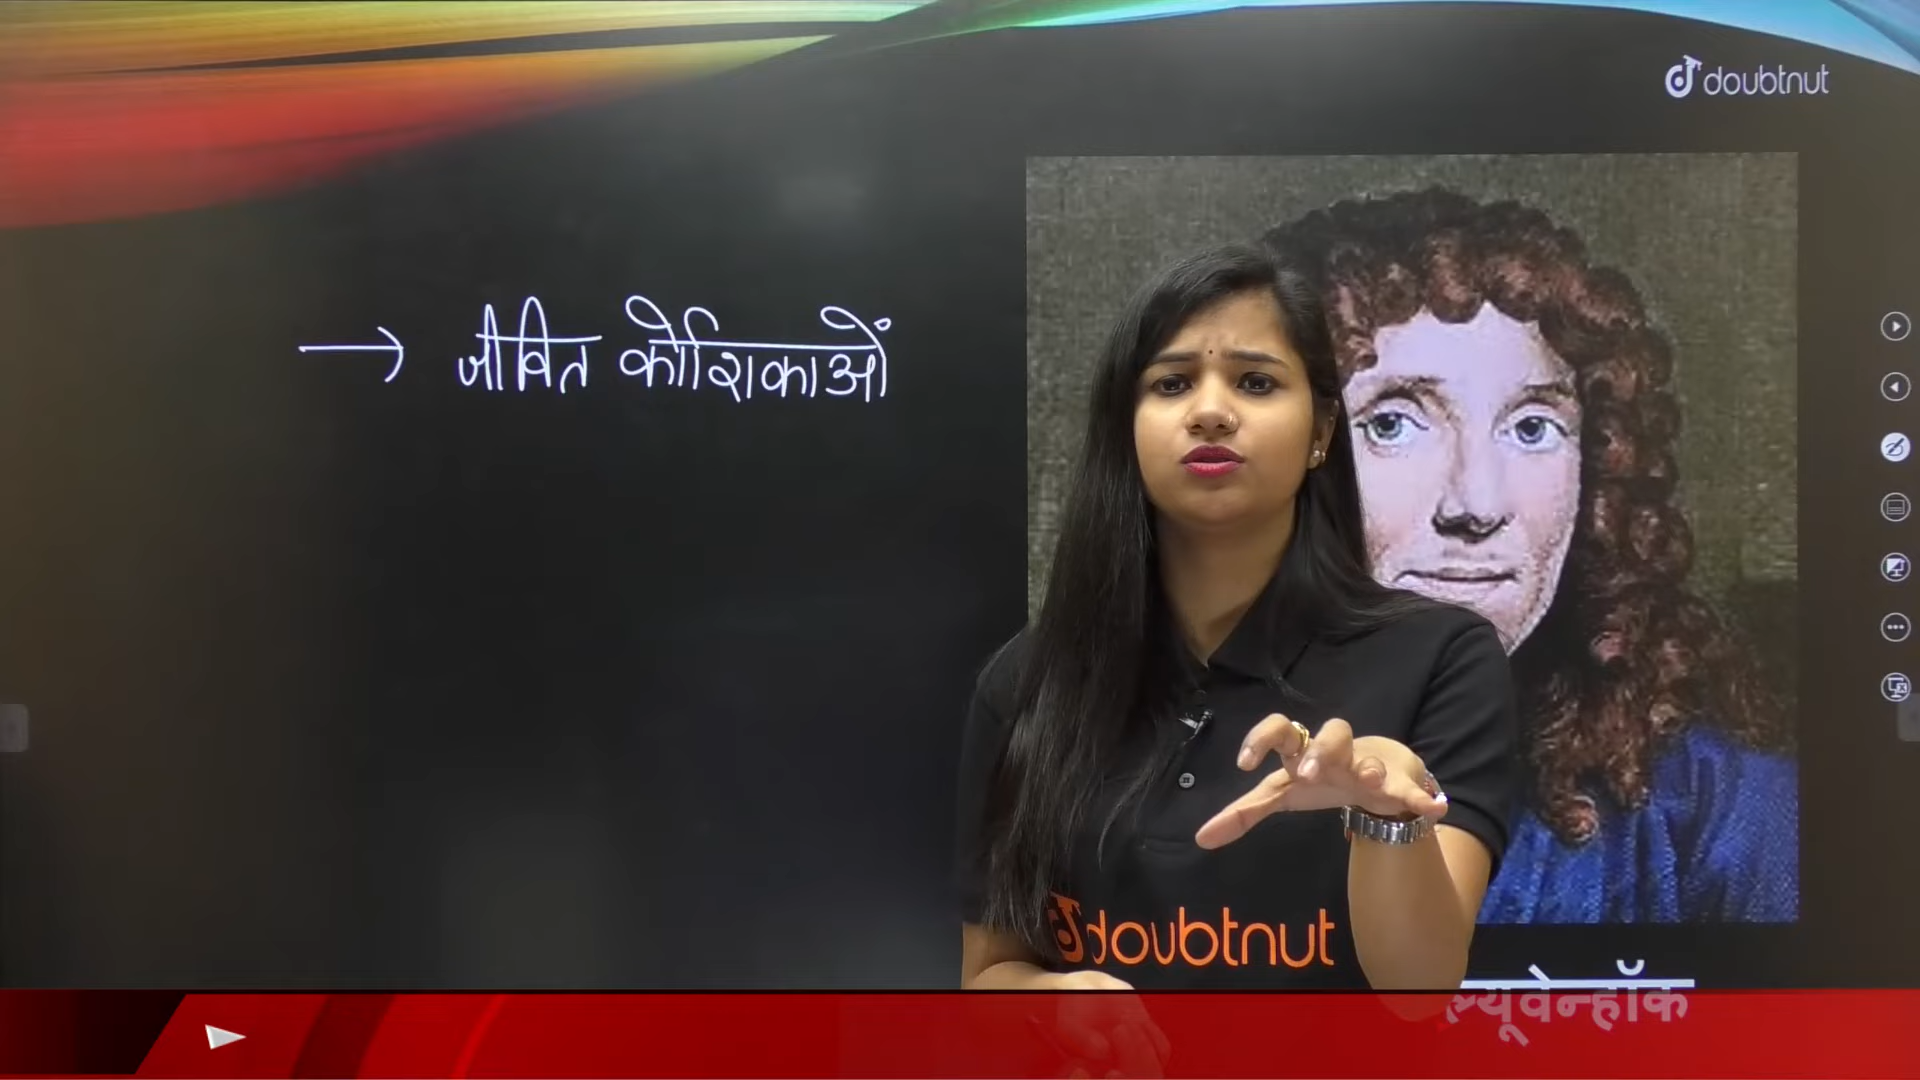 doubtnut
→ जीवित कोशिकाओं
doubtnut
ल्यूवेन्हॉक